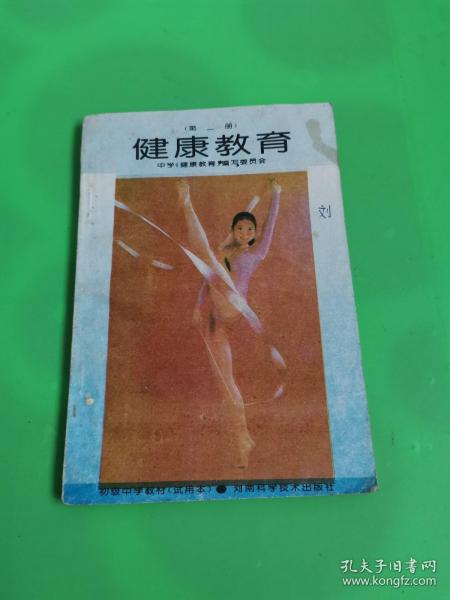 (第一册)
健康教育
中学《健康教育》编写委员会
刘
初级中学教材(试用本)●河南科学技术出版社
孔夫子旧书网
www.kongfz.com